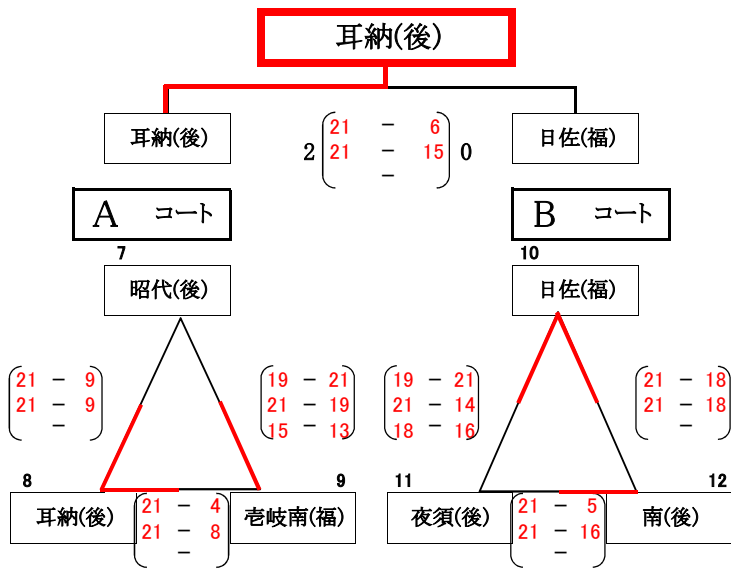 耳納(後)
耳納(後)
2
21 − 6
21 − 15
−
0
日佐(福)
A コート
B コート
7
昭代(後)
10
日佐(福)
21 − 9
21 − 9
−
19 − 21
21 − 19
15 − 13
19 − 21
21 − 14
18 − 16
21 − 18
21 − 18
−
8
耳納(後)
21 − 4
21 − 8
−
9
壱岐南(福)
11
夜須(後)
21 − 5
21 − 16
−
12
南(後)